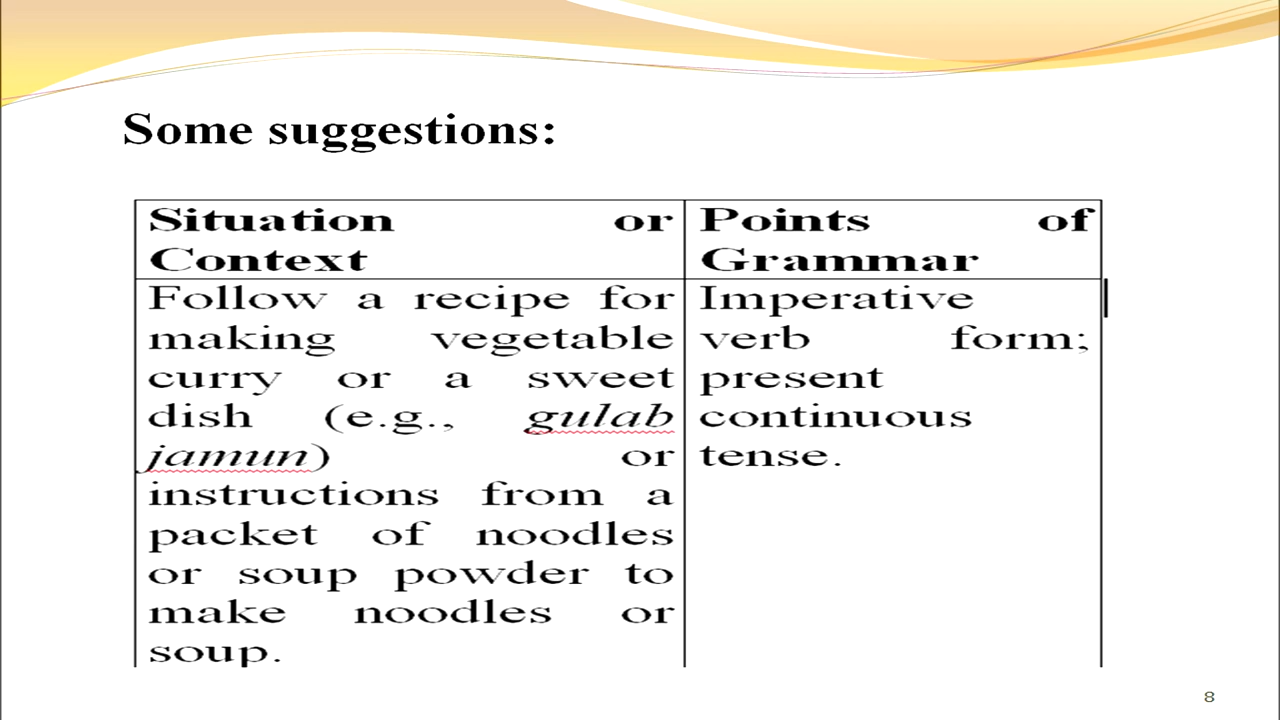 Some suggestions:
Situation or
Context
Points of
Grammar
Follow a recipe for
making vegetable
curry or a sweet
dish (e.g., gulab
jamun) or
instructions from a
packet of noodles
or soup powder to
make noodles or
soup.
Imperative
verb form;
present
continuous
tense.
8